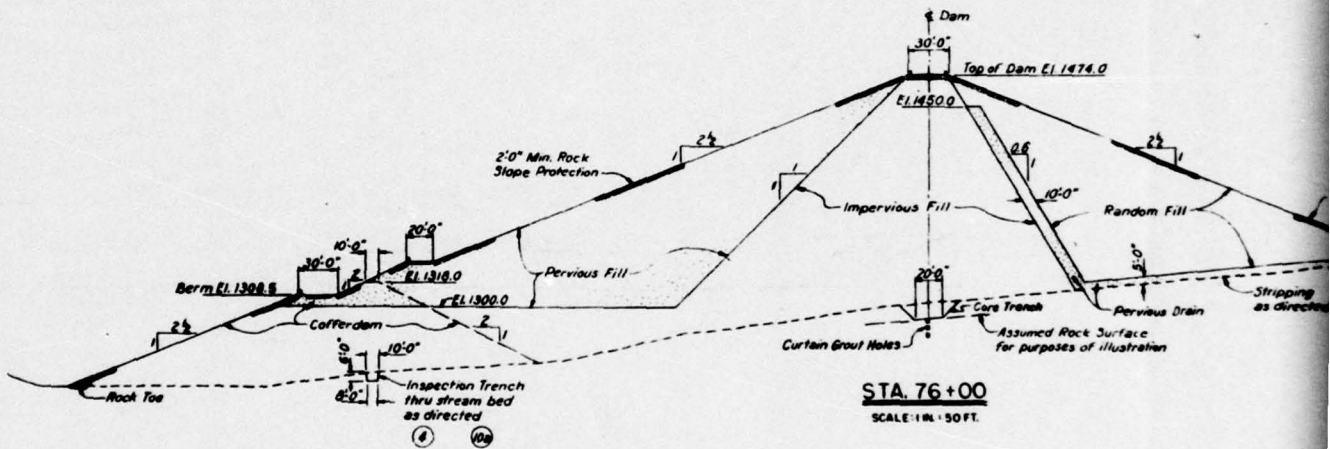 ℄ Dam
30'-0"
Top of Dam El. 1474.0
El. 1450.0
2½
1
2'-0" Min. Rock
Slope Protection
0.6
1
2½
1
1
1
10'-0"
Impervious Fill
Random Fill
20'-0"
10'-0"
30'-0"
2
El. 1318.0
Pervious Fill
5'-0"
Berm El. 1308.5
El. 1300.0
20'-0"
Core Trench
Pervious Drain
Stripping
as directed
2½
1
Cofferdam
2
1
Assumed Rock Surface
for purposes of illustration
Curtain Grout Holes
6'-0"
10'-0"
Rock Toe
8'-0"
Inspection Trench
thru stream bed
as directed
4
10a
STA. 76+00
SCALE: 1 IN. = 50 FT.